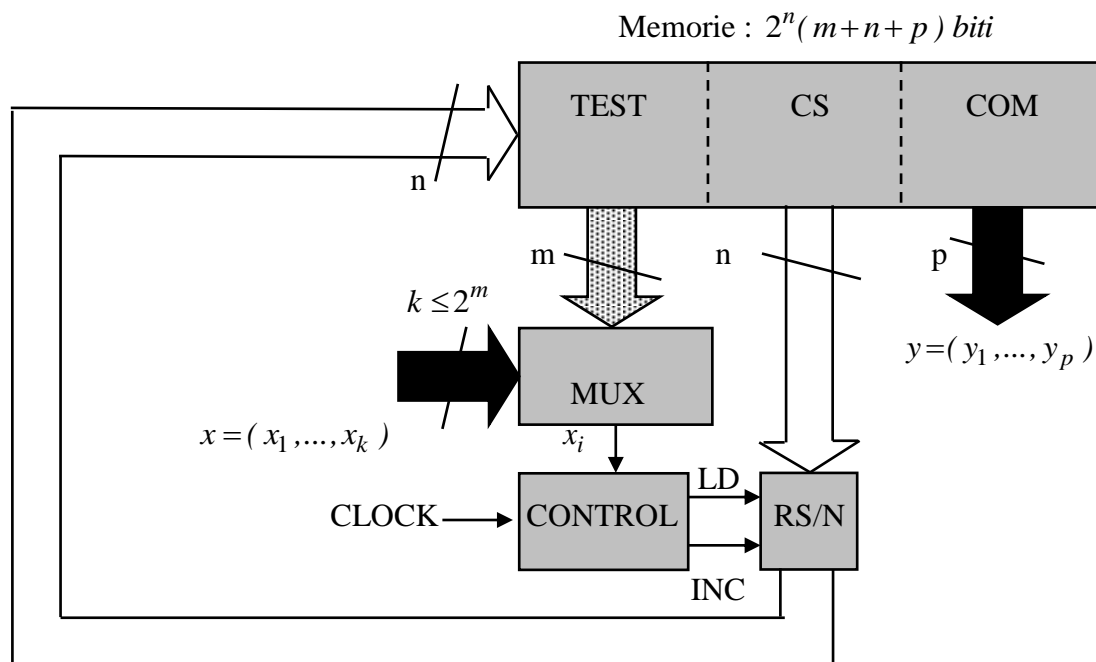 Memorie : 2^n(m+n+p) biti
TEST CS COM
n
m n p
k ≤ 2^m
y=(y_1,...,y_p)
MUX
x=(x_1,...,x_k)
x_i
LD
CLOCK CONTROL RS/N
INC